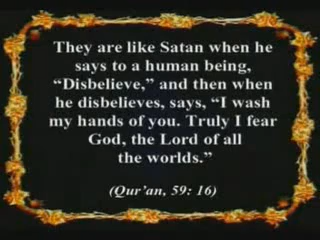 They are like Satan when he
says to a human being,
“Disbelieve,” and then when
he disbelieves, says, “I wash
my hands of you. Truly I fear
God, the Lord of all
the worlds.”
(Qur’an, 59: 16)